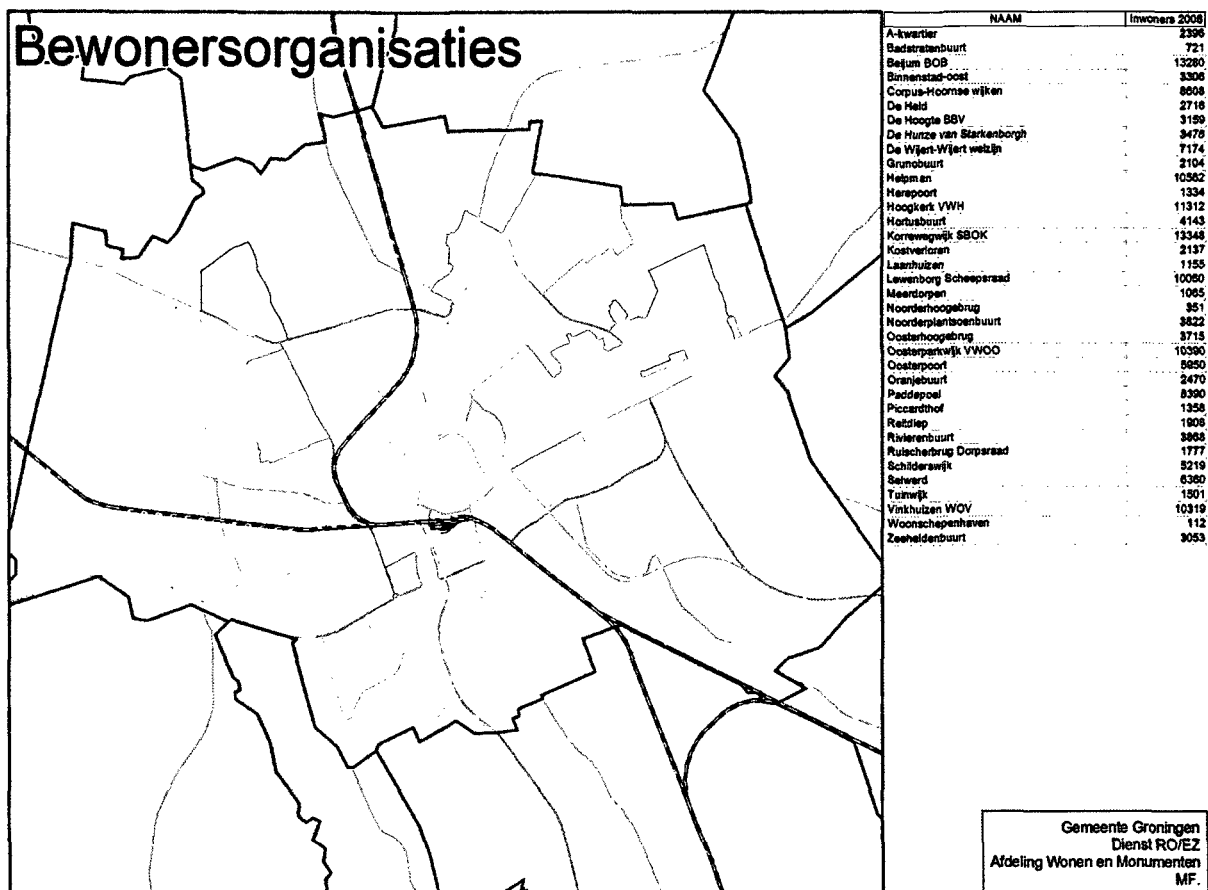 Bewonersorganisaties
NAAM Inwoners 2006
A-kwartier 2396
Badstratenbuurt 721
Beijum BOB 13280
Binnenstad-oost 3306
Corpus-Hoornse wijken 8608
De Held 2716
De Hoogte BBV 3159
De Hunze van Starkenborgh 3476
De Wijert-Wijert welzijn 7174
Grunobuurt 2104
Helpman 10562
Herepoort 1334
Hoogkerk VWH 11312
Hortusbuurt 4143
Korrewegwijk SBOK 13348
Kostverloren 2137
Laanhuizen 1155
Lewenborg Scheepsraad 10060
Meerdorpen 1065
Noorderhoogebrug 351
Noorderplantsoenbuurt 3822
Oosterhoogebrug 3715
Oosterparkwijk VWOO 10390
Oosterpoort 5950
Oranjebuurt 2470
Paddepoel 8390
Piccardthof 1358
Reitdiep 1906
Rivierenbuurt 3868
Ruischerbrug Dorpsraad 1777
Schilderswijk 5219
Selwerd 6360
Tuinwijk 1501
Vinkhuizen WOV 10319
Woonschepenhaven 112
Zeeheldenbuurt 3053
Gemeente Groningen
Dienst RO/EZ
Afdeling Wonen en Monumenten
MF.